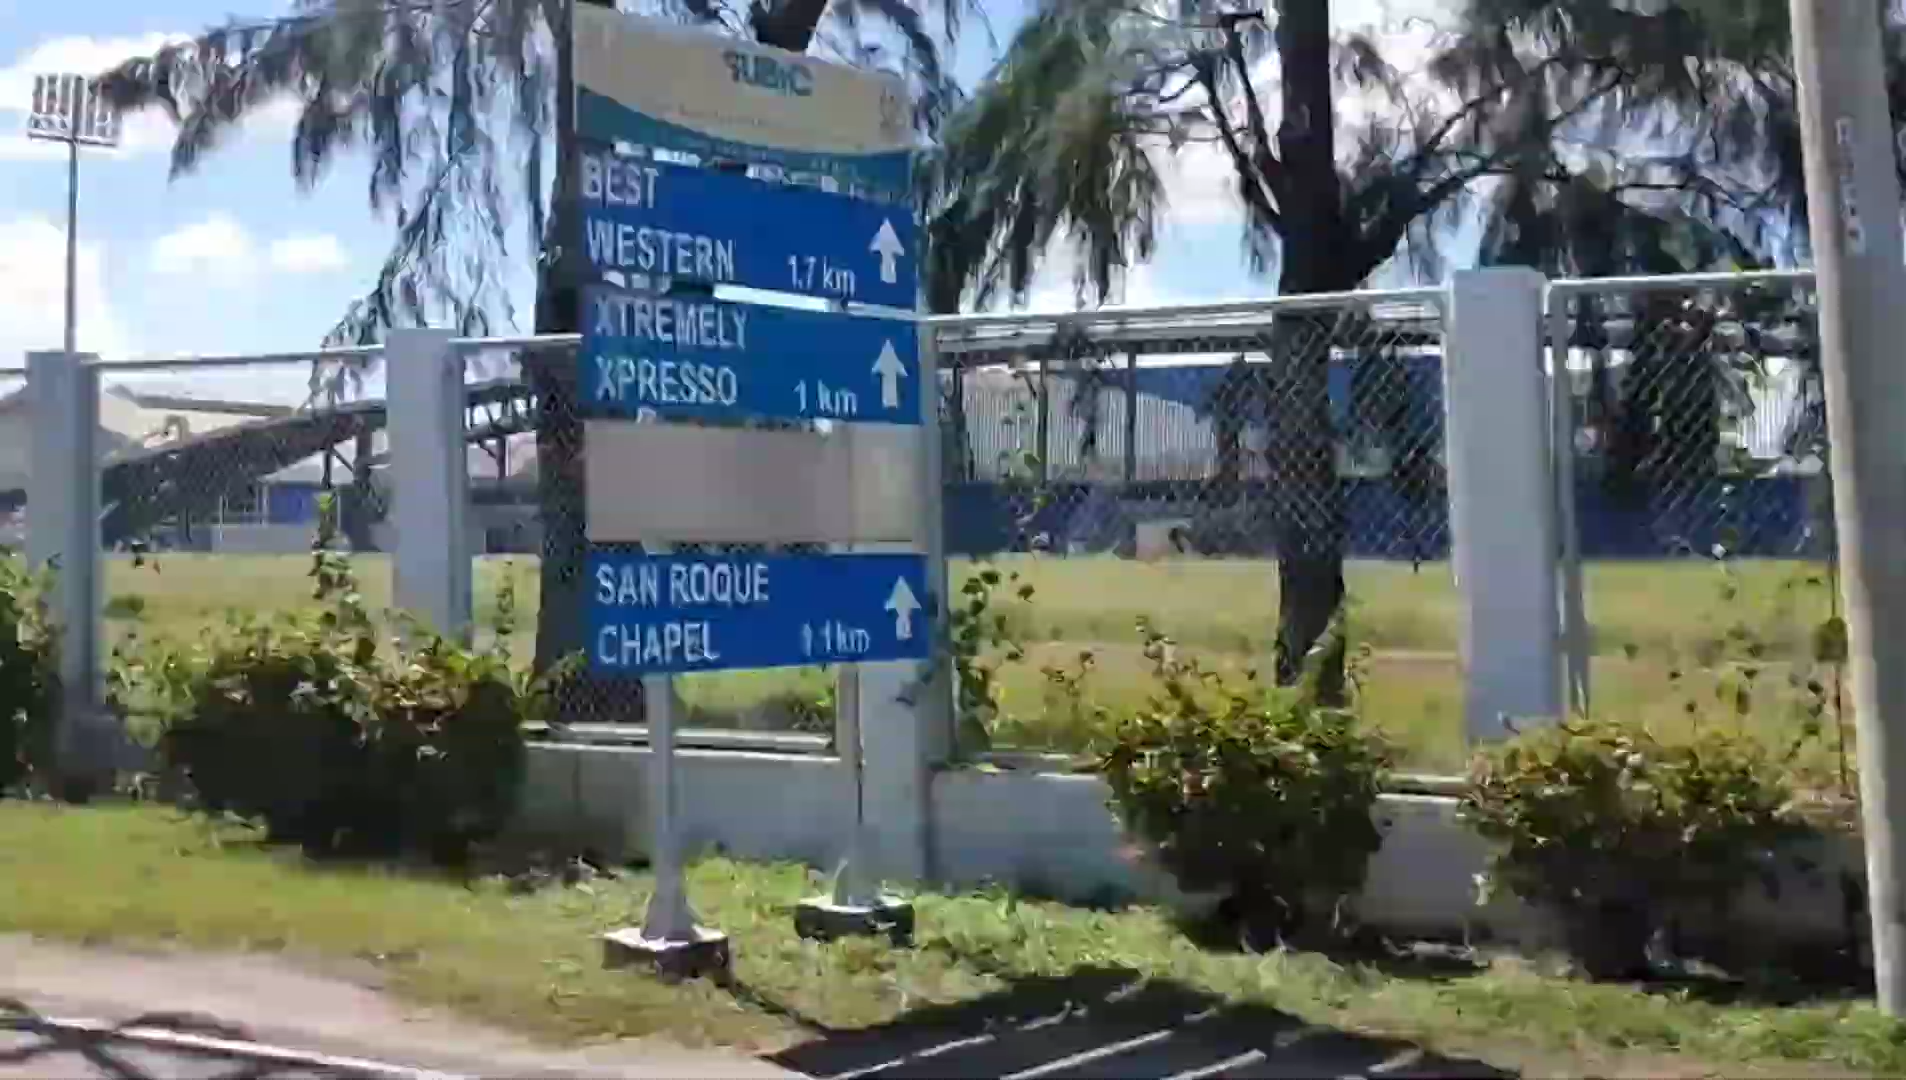 SUBIC
BEST
WESTERN 1.7 km
XTREMELY
XPRESSO 1 km
SAN ROQUE
CHAPEL 1.1 km